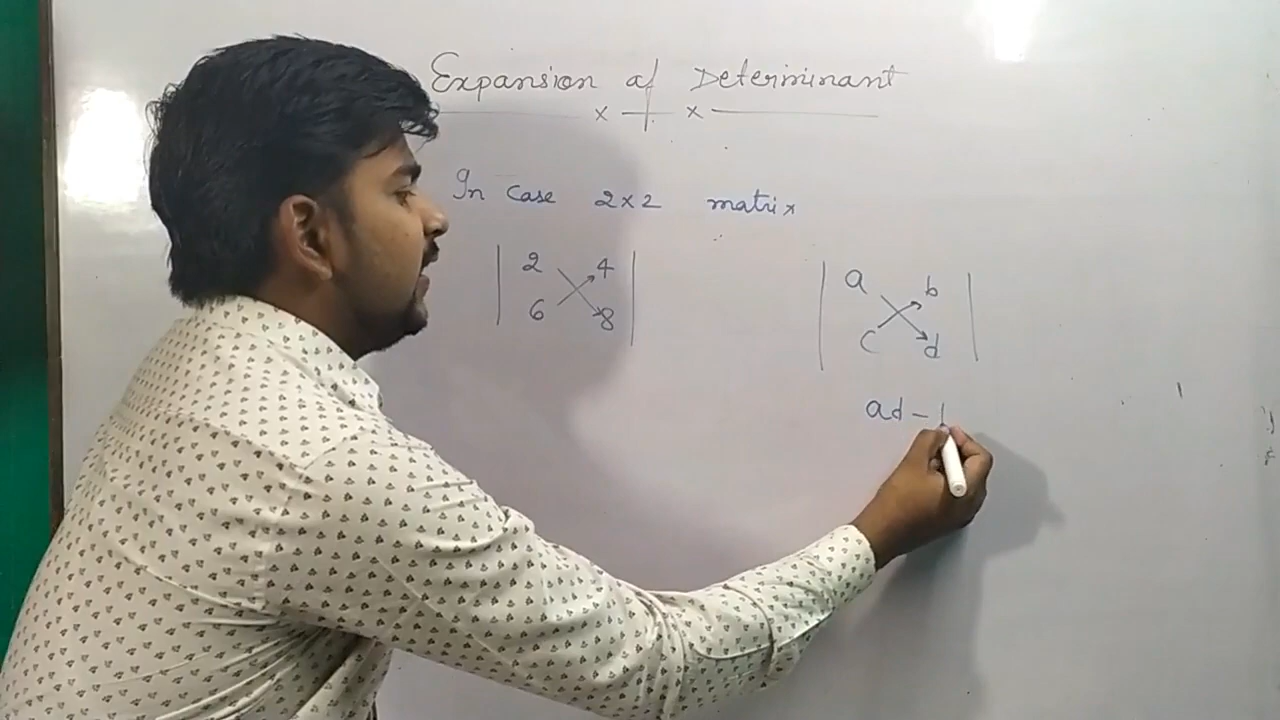 Expansion of Determinant
x x
In case 2x2 matrix
2 4
6 8
a b
c d
ad -